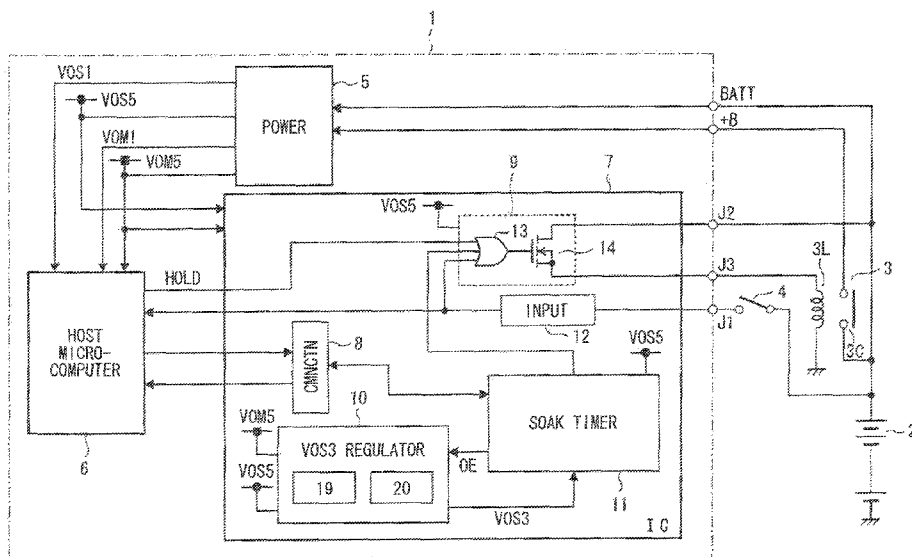 1
VOS1
5
BATT
VOS5
POWER
+B
VOM1
VOM5
9
7
VOS5
13
J2
14
3L
3
HOLD
J3
4
INPUT
J1
HOST
MICRO-
COMPUTER
8
12
3C
CMNCTN
VOS5
10
2
VOM5
SOAK TIMER
6
VOS3 REGULATOR
OE
VOS5
19
20
11
VOS3
IC